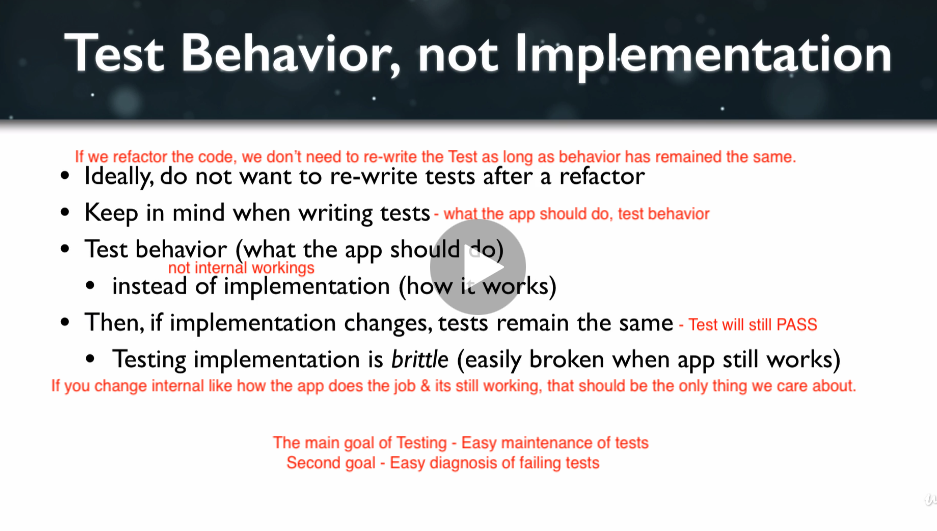 Test Behavior, not Implementation
If we refactor the code, we don't need to re-write the Test as long as behavior has remained the same.
• Ideally, do not want to re-write tests after a refactor
• Keep in mind when writing tests - what the app should do, test behavior
• Test behavior (what the app should do)
not internal workings
• instead of implementation (how it works)
• Then, if implementation changes, tests remain the same - Test will still PASS
• Testing implementation is brittle (easily broken when app still works)
If you change internal like how the app does the job & its still working, that should be the only thing we care about.
The main goal of Testing - Easy maintenance of tests
Second goal - Easy diagnosis of failing tests